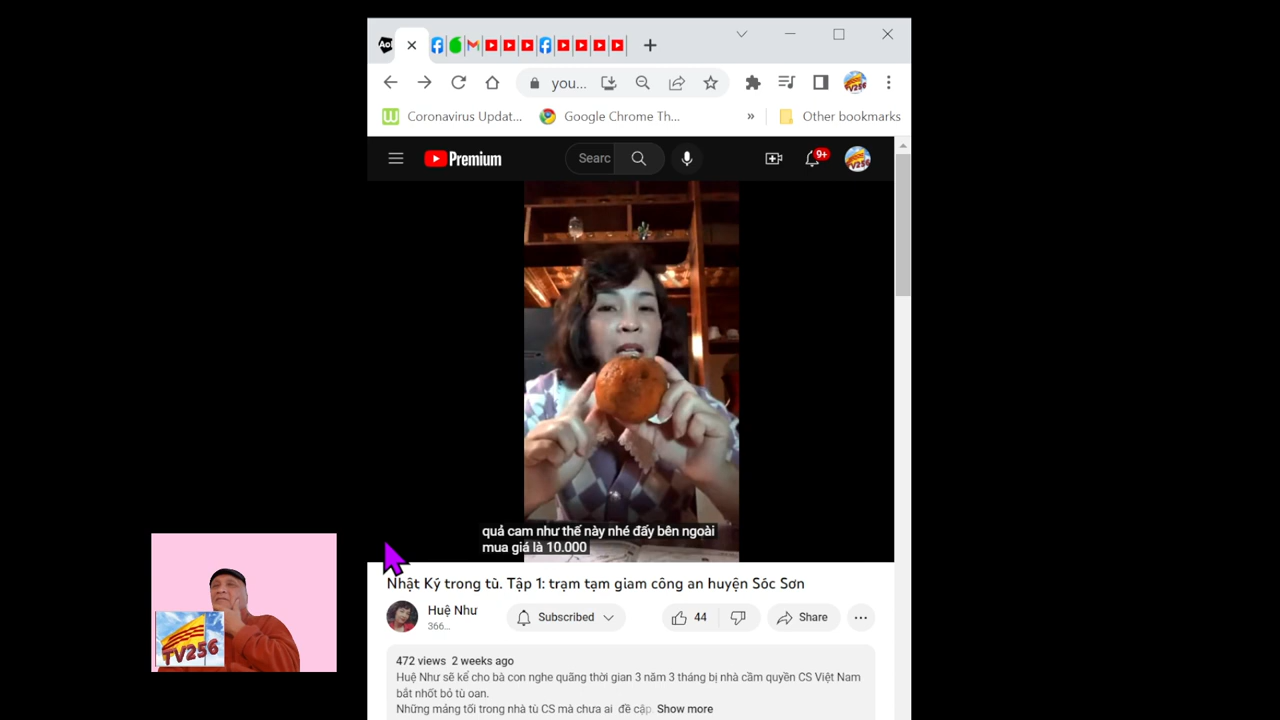 Aol
you...
Coronavirus Updat...
Google Chrome Th...
»
Other bookmarks
Premium
Searc
9+
quả cam như thế này nhé đấy bên ngoài
mua giá là 10.000
Nhật Ký trong tù. Tập 1: trạm tạm giam công an huyện Sóc Sơn
Huệ Như
366...
Subscribed
44
Share
472 views 2 weeks ago
Huệ Như sẽ kể cho bà con nghe quãng thời gian 3 năm 3 tháng bị nhà cầm quyền CS Việt Nam
bắt nhốt bỏ tù oan.
Những mảng tối trong nhà tù CS mà chưa ai đề cập. Show more
TV256